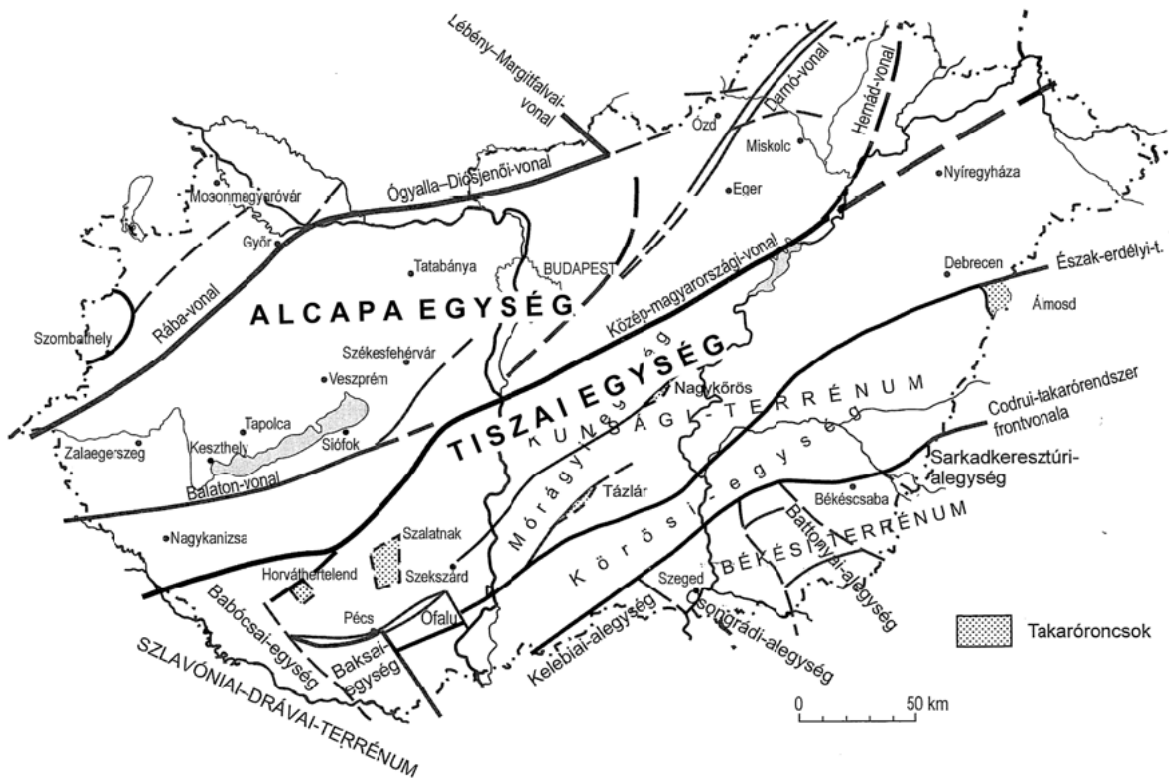 Lébény–Margitfalvai-
vonal
Darnó-vonal
Hernád-vonal
Ózd
Miskolc
Ógyalla–Diósjenői-vonal
Mosonmagyaróvár
Nyíregyháza
Eger
Győr
Tatabánya
BUDAPEST
Közép-magyarországi-vonal
Debrecen
Észak-erdélyi-t.
Álmosd
Rába-vonal
ALCAPA EGYSÉG
Szombathely
Székesfehérvár
Veszprém
TISZAI EGYSÉG
Nagykőrös
KUNSÁGI-TERRÉNUM
Codrui-takarórendszer
frontvonala
Tapolca
Keszthely
Siófok
Zalaegerszeg
Balaton-vonal
Sarkadkeresztúri-
alegység
Mórágyi-egység
Tázlár
Körösi-egység
Békéscsaba
Battonyai-alegység
BÉKÉSI-TERRÉNUM
Nagykanizsa
Szalatnak
Szekszárd
Horváthertelend
Szeged
Pécs
Ófalu
Babócsai-egység
Baksai-
egység
Kelebiai-alegység
Csongrádi-alegység
SZLAVÓNIAI–DRÁVAI-TERRÉNUM
Takaróroncsok
0 50 km